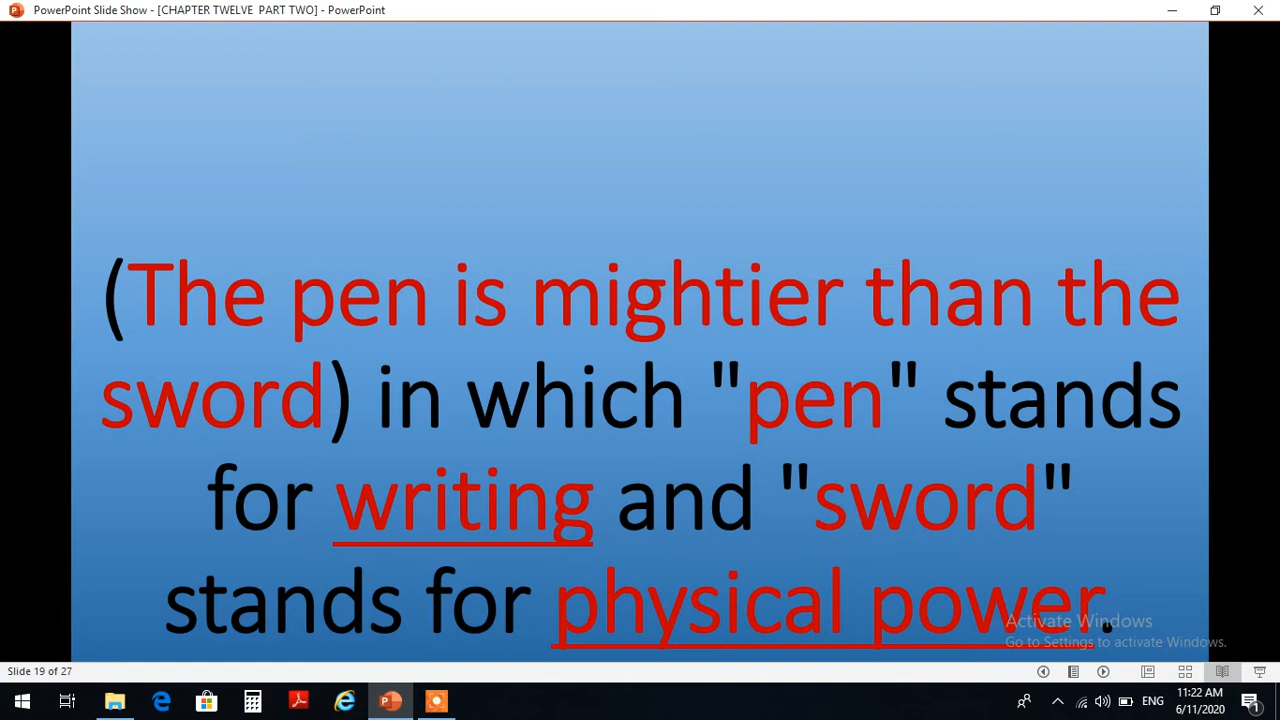 PowerPoint Slide Show - [CHAPTER TWELVE  PART TWO] - PowerPoint
(The pen is mightier than the
sword) in which "pen" stands
for writing and "sword"
stands for physical power.
Activate Windows
Go to Settings to activate Windows.
Slide 19 of 27
ENG
11:22 AM
6/11/2020
1